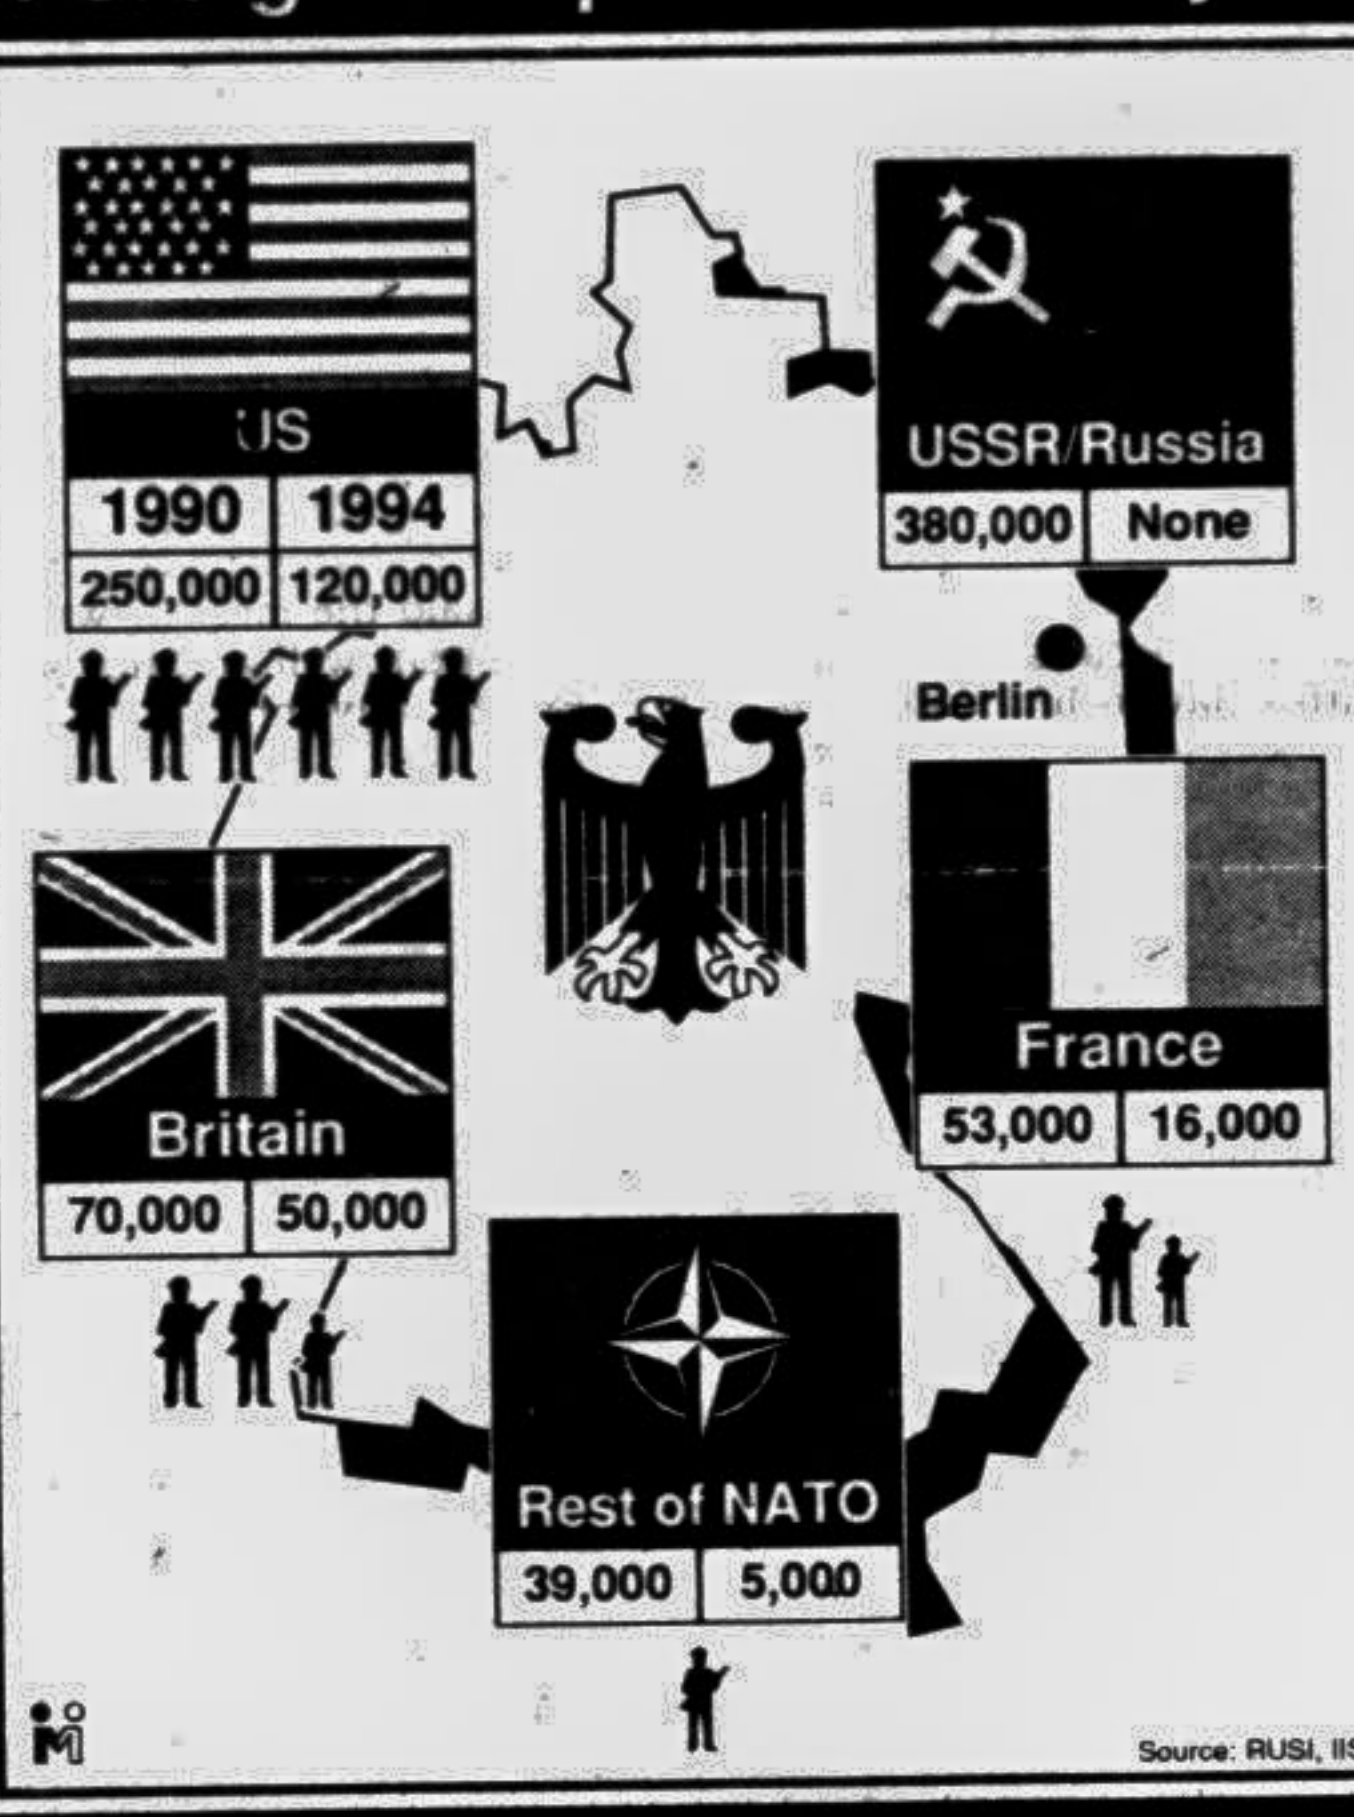 US
1990 1994
250,000 120,000
USSR/Russia
380,000 None
Berlin
Britain
70,000 50,000
France
53,000 16,000
Rest of NATO
39,000 5,000
Source: RUSI,